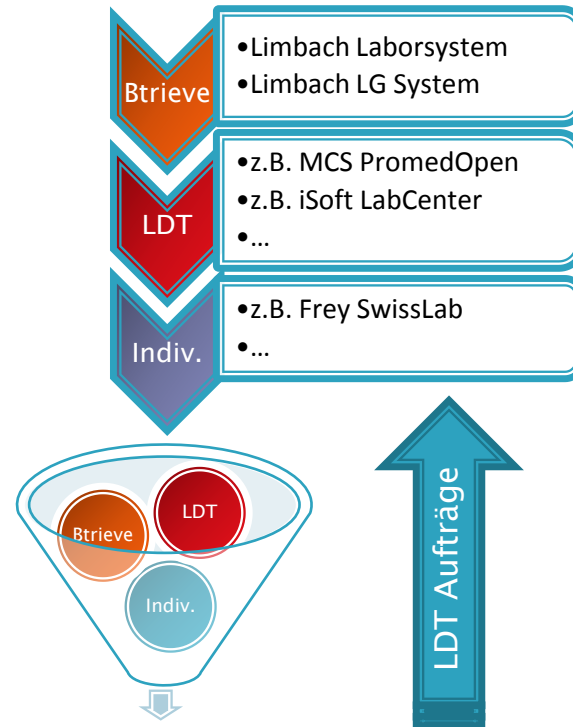 Btrieve
•Limbach Laborsystem
•Limbach LG System
LDT
•z.B. MCS PromedOpen
•z.B. iSoft LabCenter
•...
Indiv.
•z.B. Frey SwissLab
•...
Btrieve
LDT
Indiv.
LDT Aufträge